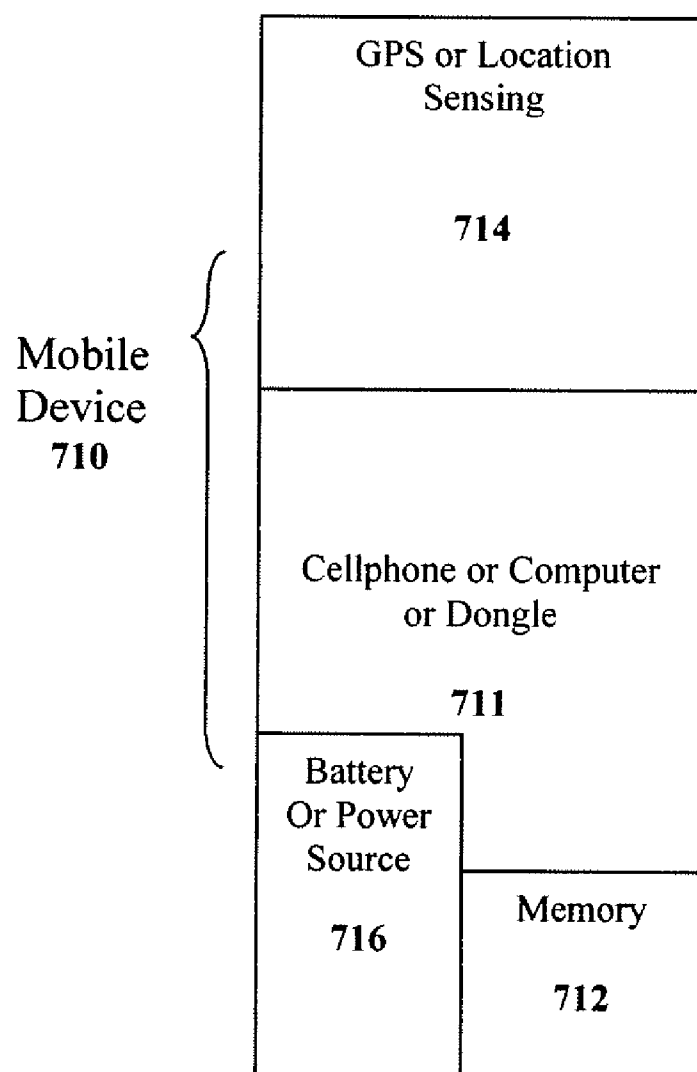 GPS or Location
Sensing
714
Mobile
Device
710
Cellphone or Computer
or Dongle
711
Battery
Or Power
Source
716
Memory
712